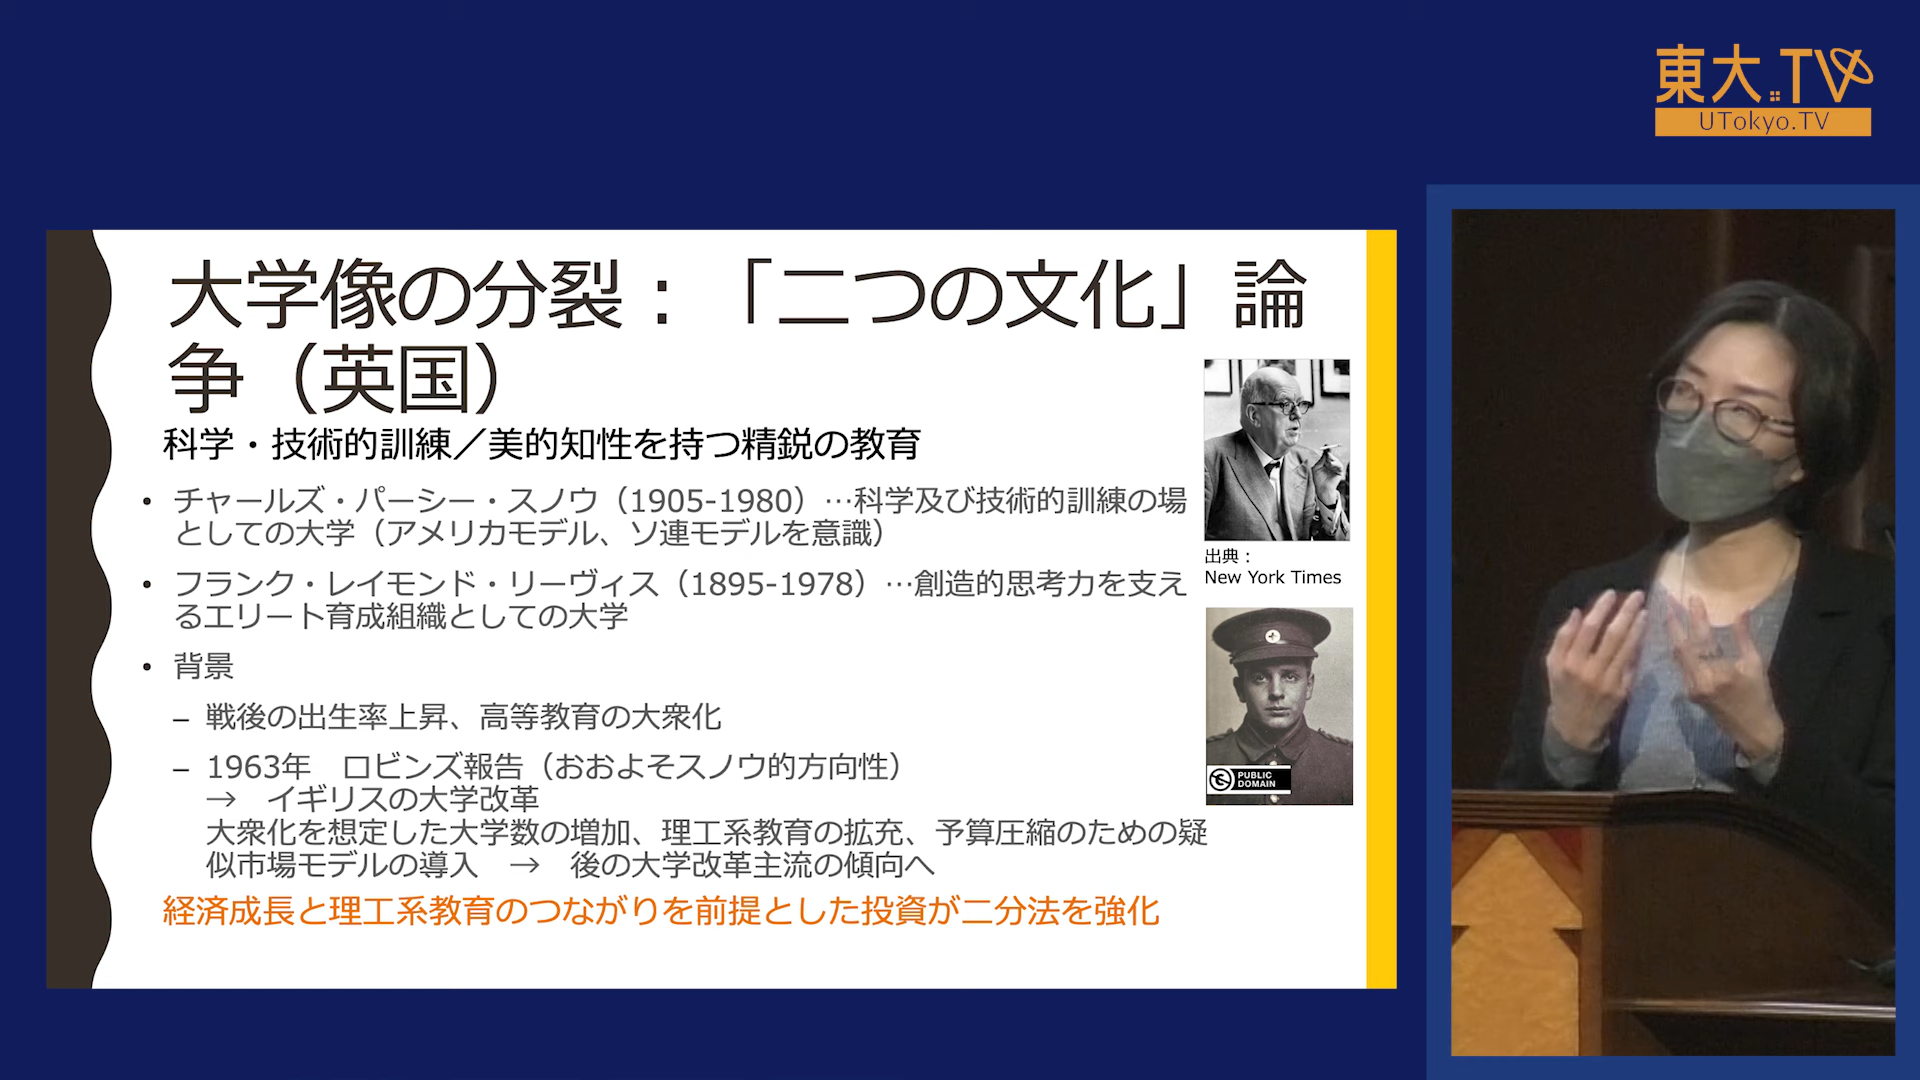 東大.TV
UTokyo.TV
大学像の分裂：「二つの文化」論
争（英国）
科学・技術的訓練／美的知性を持つ精鋭の教育
• チャールズ・パーシー・スノウ（1905-1980）…科学及び技術的訓練の場
としての大学（アメリカモデル、ソ連モデルを意識）
• フランク・レイモンド・リーヴィス（1895-1978）…創造的思考力を支え
るエリート育成組織としての大学
• 背景
– 戦後の出生率上昇、高等教育の大衆化
– 1963年　ロビンズ報告（おおよそスノウ的方向性）
→　イギリスの大学改革
大衆化を想定した大学数の増加、理工系教育の拡充、予算圧縮のための疑
似市場モデルの導入　→　後の大学改革主流の傾向へ
経済成長と理工系教育のつながりを前提とした投資が二分法を強化
出典：
New York Times
PUBLIC
DOMAIN